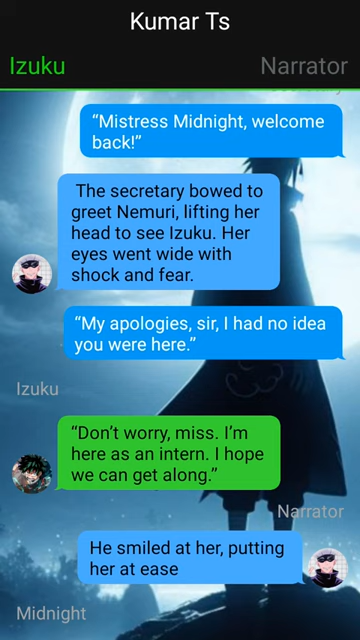 Kumar Ts
Izuku
Narrator
“Mistress Midnight, welcome
back!”
The secretary bowed to
greet Nemuri, lifting her
head to see Izuku. Her
eyes went wide with
shock and fear.
“My apologies, sir, I had no idea
you were here.”
Izuku
“Don’t worry, miss. I’m
here as an intern. I hope
we can get along.”
Narrator
He smiled at her, putting
her at ease
Midnight